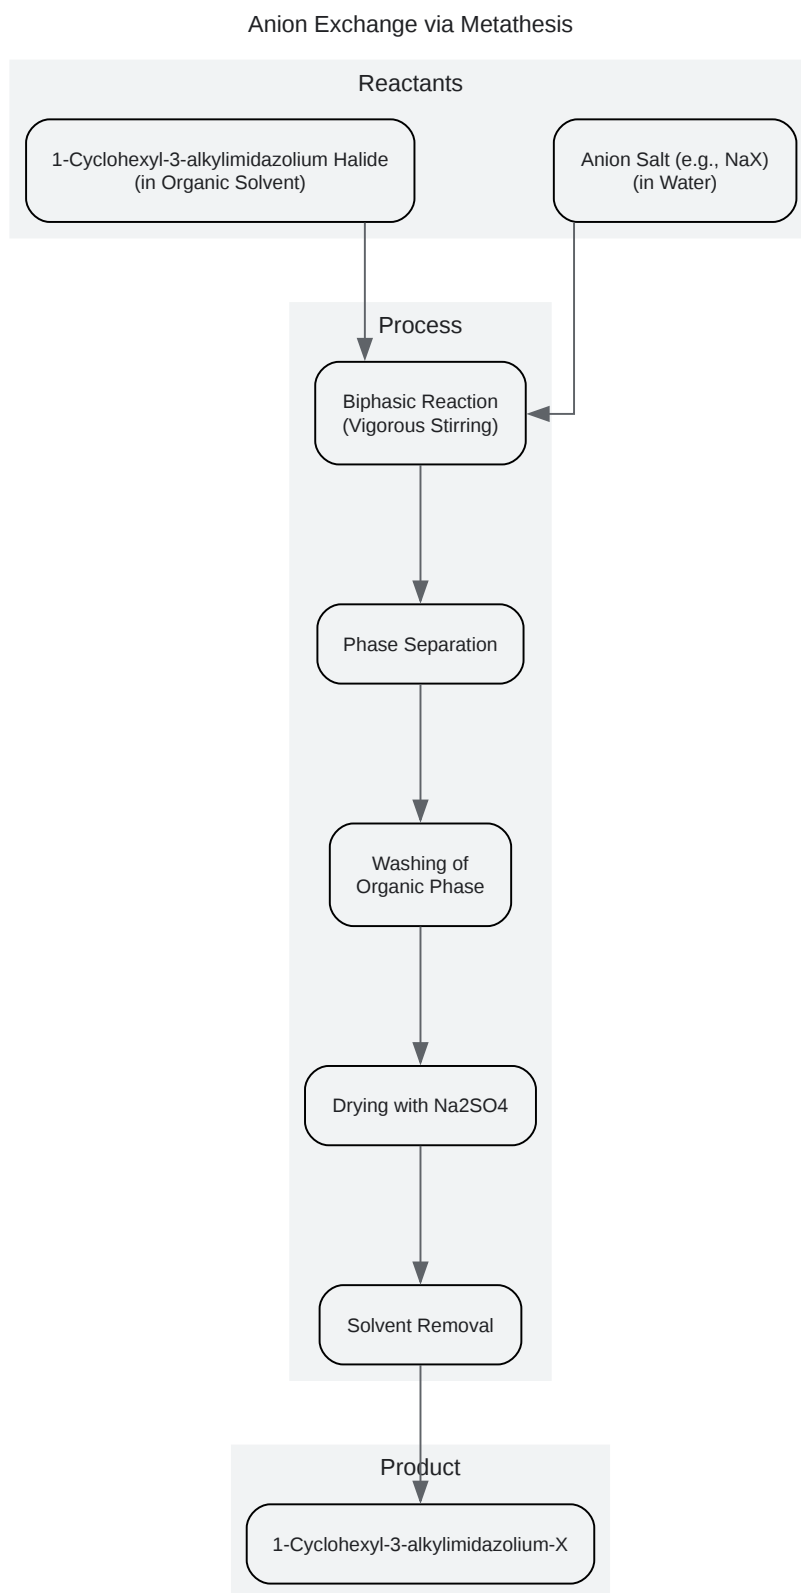 Anion Exchange via Metathesis
Reactants
1-Cyclohexyl-3-alkylimidazolium Halide
(in Organic Solvent)
Anion Salt (e.g., NaX)
(in Water)
Process
Biphasic Reaction
(Vigorous Stirring)
Phase Separation
Washing of
Organic Phase
Drying with Na2SO4
Solvent Removal
Product
1-Cyclohexyl-3-alkylimidazolium-X